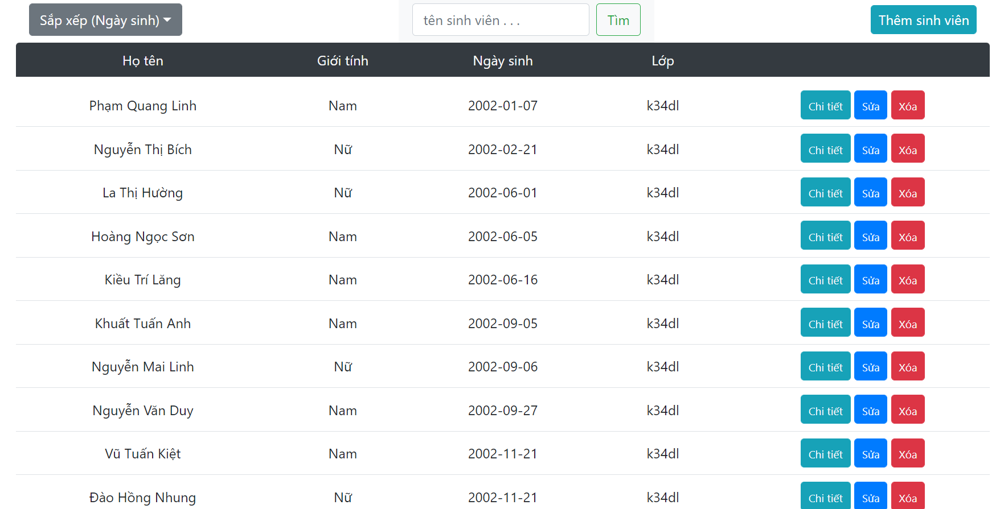 Sắp xếp (Ngày sinh) tên sinh viên . . . Tìm Thêm sinh viên
Họ tên Giới tính Ngày sinh Lớp
Phạm Quang Linh Nam 2002-01-07 k34dl Chi tiết Sửa Xóa
Nguyễn Thị Bích Nữ 2002-02-21 k34dl Chi tiết Sửa Xóa
La Thị Hường Nữ 2002-06-01 k34dl Chi tiết Sửa Xóa
Hoàng Ngọc Sơn Nam 2002-06-05 k34dl Chi tiết Sửa Xóa
Kiều Trí Lăng Nam 2002-06-16 k34dl Chi tiết Sửa Xóa
Khuất Tuấn Anh Nam 2002-09-05 k34dl Chi tiết Sửa Xóa
Nguyễn Mai Linh Nữ 2002-09-06 k34dl Chi tiết Sửa Xóa
Nguyễn Văn Duy Nam 2002-09-27 k34dl Chi tiết Sửa Xóa
Vũ Tuấn Kiệt Nam 2002-11-21 k34dl Chi tiết Sửa Xóa
Đào Hồng Nhung Nữ 2002-11-21 k34dl Chi tiết Sửa Xóa